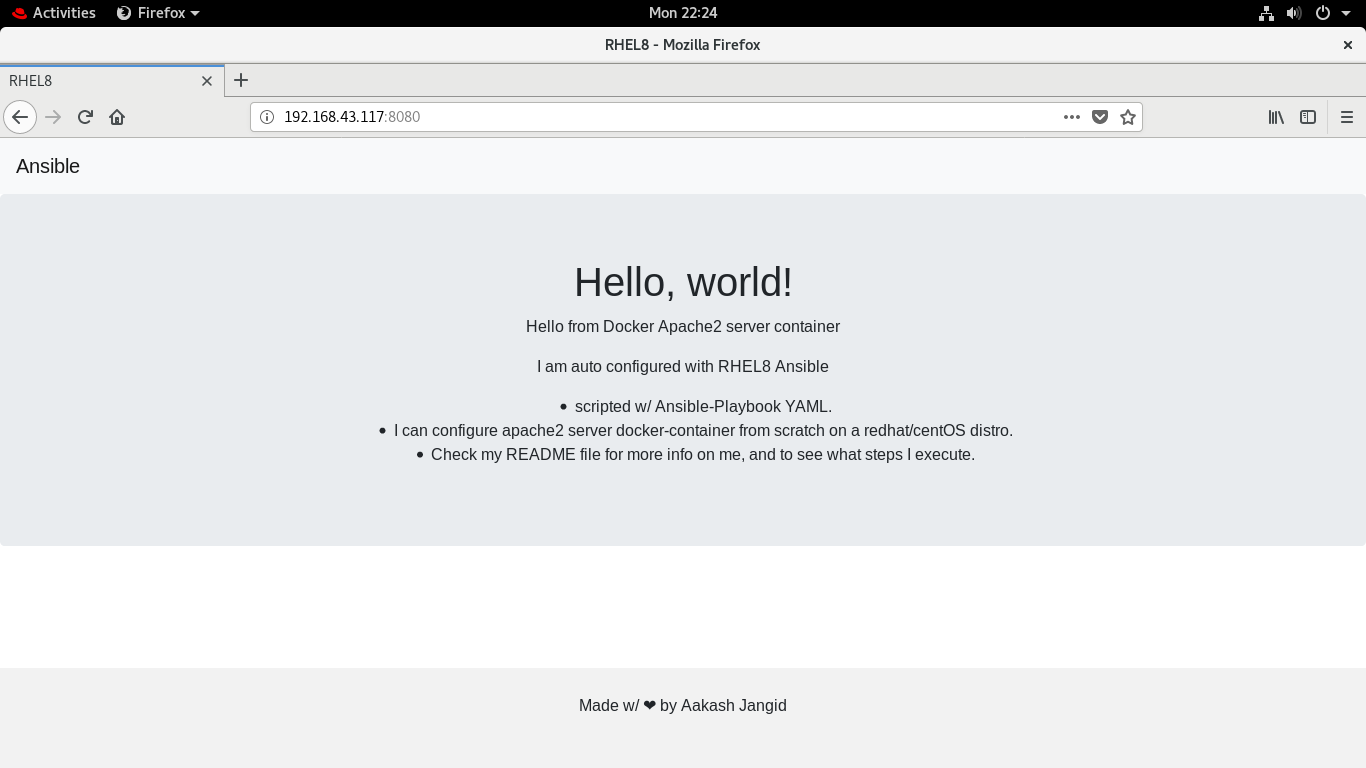 Activities Firefox Mon 22:24
RHEL8 - Mozilla Firefox
RHEL8
192.168.43.117:8080
Ansible
Hello, world!
Hello from Docker Apache2 server container
I am auto configured with RHEL8 Ansible
• scripted w/ Ansible-Playbook YAML.
• I can configure apache2 server docker-container from scratch on a redhat/centOS distro.
• Check my README file for more info on me, and to see what steps I execute.
Made w/ ❤ by Aakash Jangid